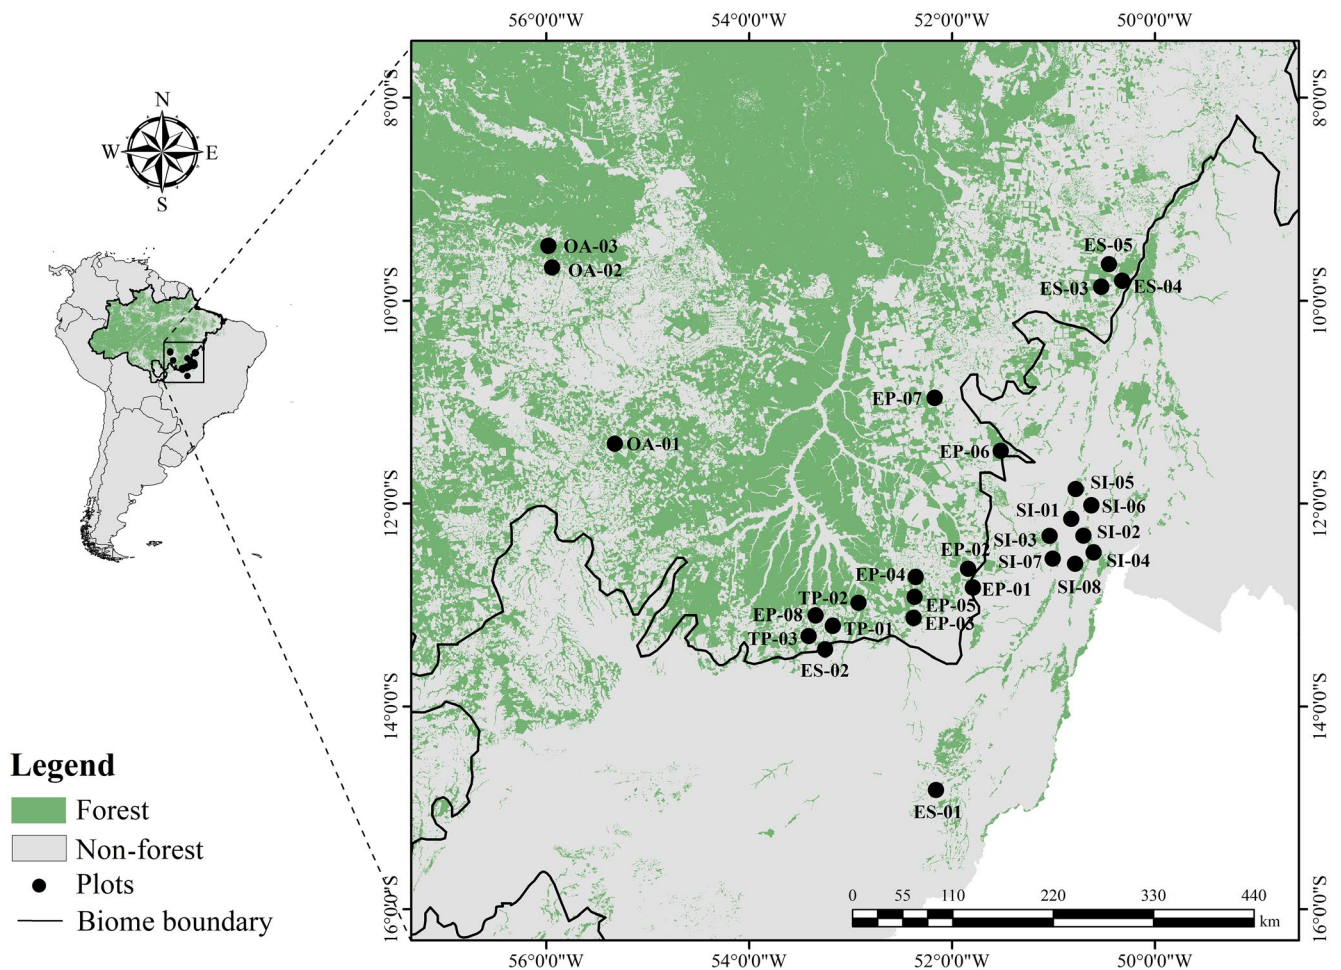 56°0'0"W 54°0'0"W 52°0'0"W 50°0'0"W
8°0'0"S
8°0'0"S
N
W E
S
ES-05
OA-03
OA-02
ES-03 ES-04
10°0'0"S
10°0'0"S
EP-07
OA-01
EP-06
SI-05
12°0'0"S
12°0'0"S
SI-01 SI-06
SI-03 SI-02
EP-02 SI-07 SI-04
EP-04
EP-01 SI-08
TP-02 EP-05
EP-08 EP-03
TP-03 TP-01
ES-02
14°0'0"S
14°0'0"S
Legend
Forest
Non-forest
Plots
Biome boundary
ES-01
0 55 110 220 330 440
km
16°0'0"S
16°0'0"S
56°0'0"W 54°0'0"W 52°0'0"W 50°0'0"W